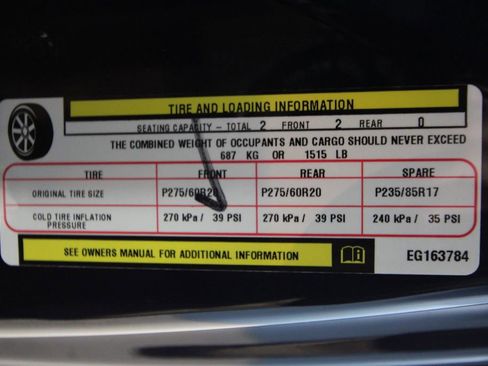 TIRE AND LOADING INFORMATION
SEATING CAPACITY - TOTAL 2 FRONT 2 REAR 0
THE COMBINED WEIGHT OF OCCUPANTS AND CARGO SHOULD NEVER EXCEED
687 KG OR 1515 LB
TIRE FRONT REAR SPARE
ORIGINAL TIRE SIZE P275/60R20 P275/60R20 P235/85R17
COLD TIRE INFLATION PRESSURE 270 kPa / 39 PSI 270 kPa / 39 PSI 240 kPa / 35 PSI
SEE OWNERS MANUAL FOR ADDITIONAL INFORMATION EG163784